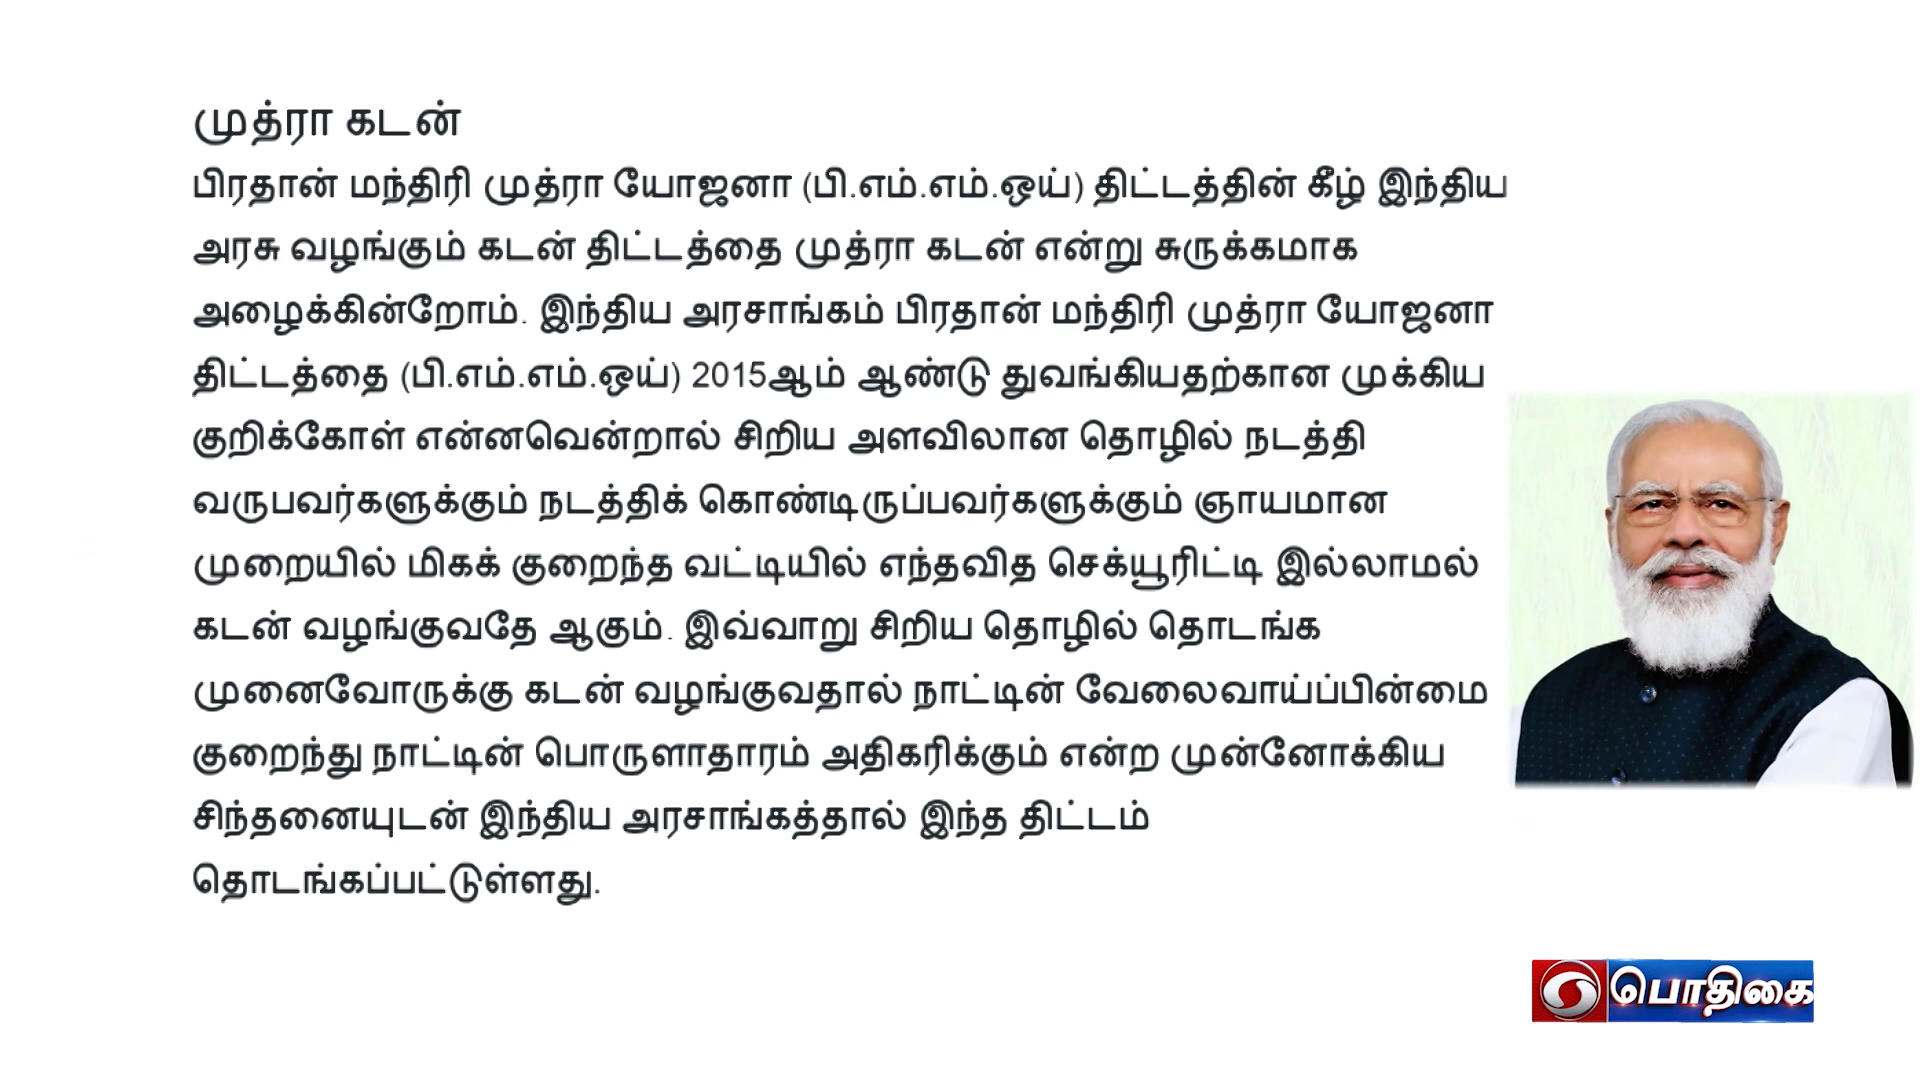 முத்ரா கடன்
பிரதான் மந்திரி முத்ரா யோஜனா (பி.எம்.எம்.ஒய்) திட்டத்தின் கீழ் இந்திய
அரசு வழங்கும் கடன் திட்டத்தை முத்ரா கடன் என்று சுருக்கமாக
அழைக்கின்றோம். இந்திய அரசாங்கம் பிரதான் மந்திரி முத்ரா யோஜனா
திட்டத்தை (பி.எம்.எம்.ஒய்) 2015ஆம் ஆண்டு துவங்கியதற்கான முக்கிய
குறிக்கோள் என்னவென்றால் சிறிய அளவிலான தொழில் நடத்தி
வருபவர்களுக்கும் நடத்திக் கொண்டிருப்பவர்களுக்கும் ஞாயமான
முறையில் மிகக் குறைந்த வட்டியில் எந்தவித செக்யூரிட்டி இல்லாமல்
கடன் வழங்குவதே ஆகும். இவ்வாறு சிறிய தொழில் தொடங்க
முனைவோருக்கு கடன் வழங்குவதால் நாட்டின் வேலைவாய்ப்பின்மை
குறைந்து நாட்டின் பொருளாதாரம் அதிகரிக்கும் என்ற முன்னோக்கிய
சிந்தனையுடன் இந்திய அரசாங்கத்தால் இந்த திட்டம்
தொடங்கப்பட்டுள்ளது.
பொதிகை